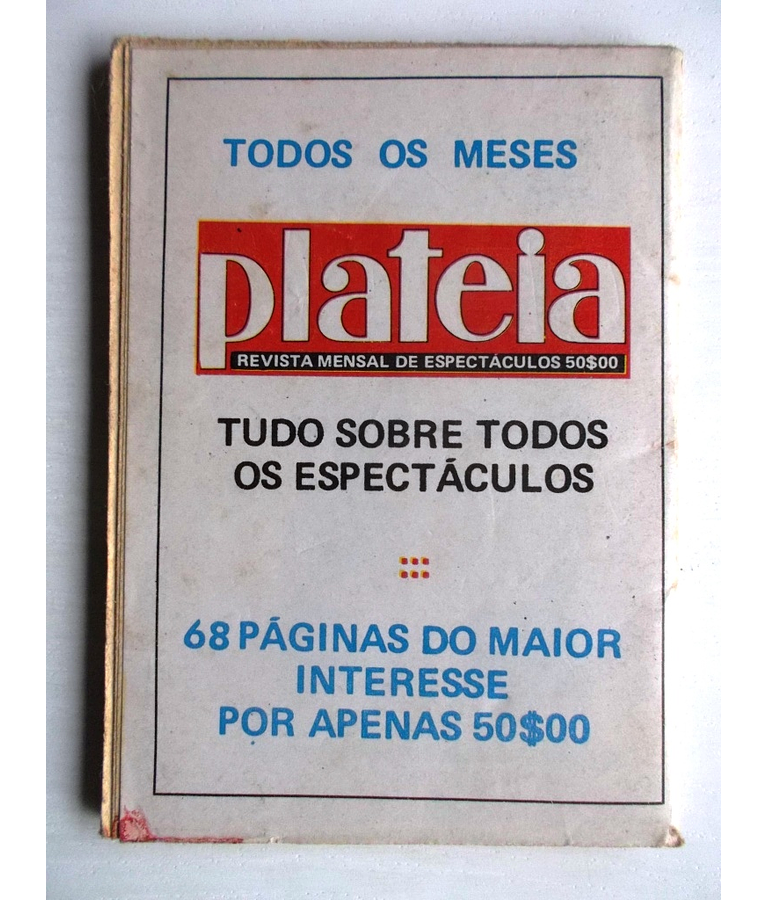 TODOS OS MESES
plateia
REVISTA MENSAL DE ESPECTÁCULOS 50$00
TUDO SOBRE TODOS
OS ESPECTÁCULOS
68 PÁGINAS DO MAIOR
INTERESSE
POR APENAS 50$00